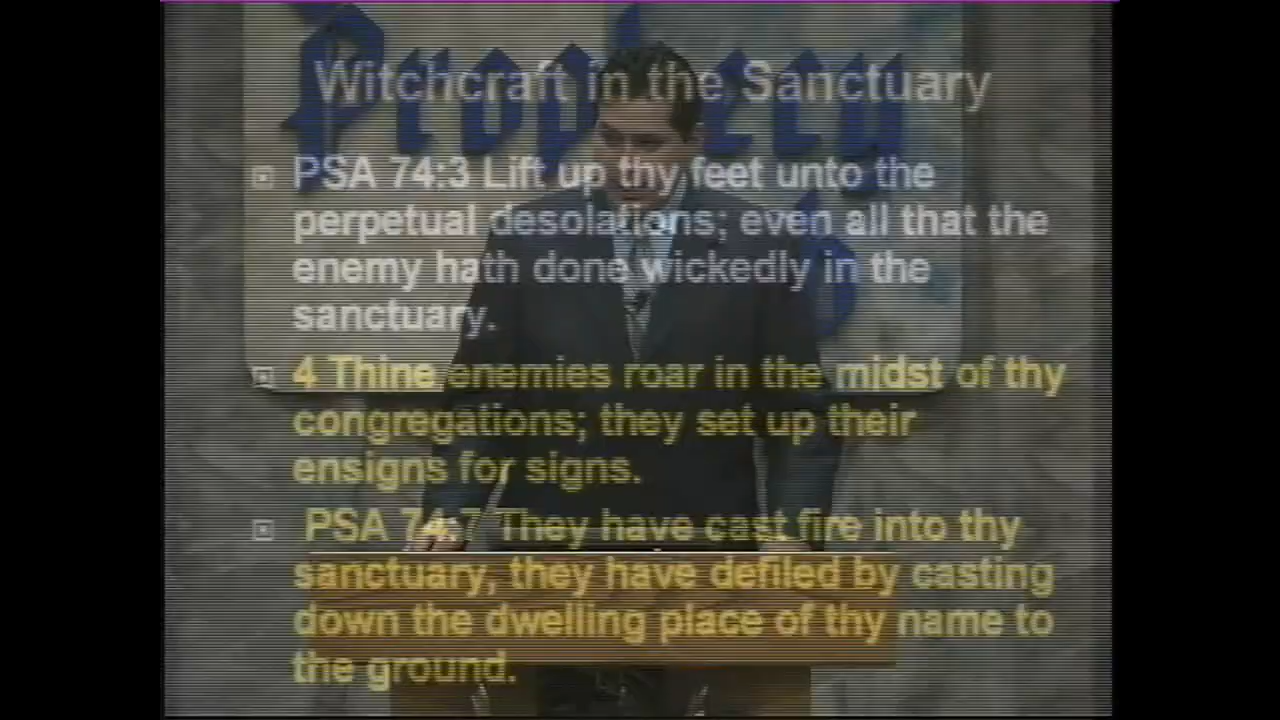 Prophecy
Witchcraft in the Sanctuary
PSA 74:3 Lift up thy feet unto the
perpetual desolations; even all that the
enemy hath done wickedly in the
sanctuary.
4 Thine enemies roar in the midst of thy
congregations; they set up their
ensigns for signs.
PSA 74:7 They have cast fire into thy
sanctuary, they have defiled by casting
down the dwelling place of thy name to
the ground.